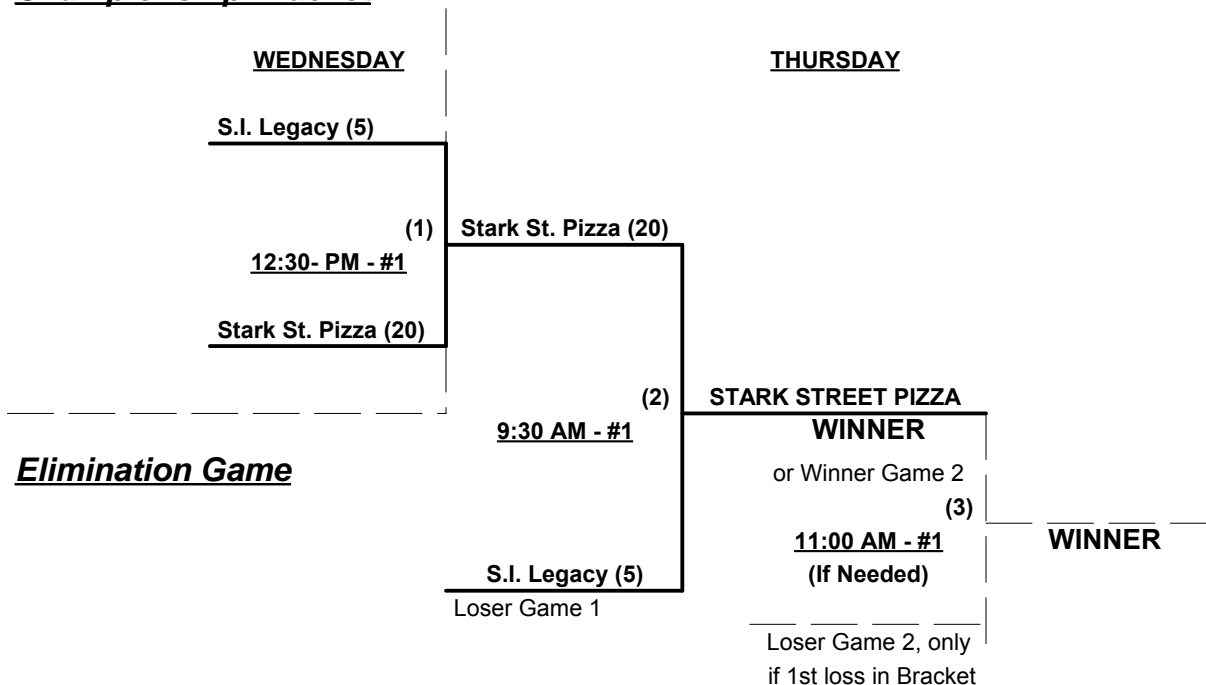 WEDNESDAY
THURSDAY
S.I. Legacy (5)
(1)
Stark St. Pizza (20)
12:30- PM - #1
Stark St. Pizza (20)
(2)
STARK STREET PIZZA
9:30 AM - #1
WINNER
Elimination Game
or Winner Game 2
(3)
11:00 AM - #1
WINNER
(If Needed)
S.I. Legacy (5)
Loser Game 1
Loser Game 2, only
if 1st loss in Bracket